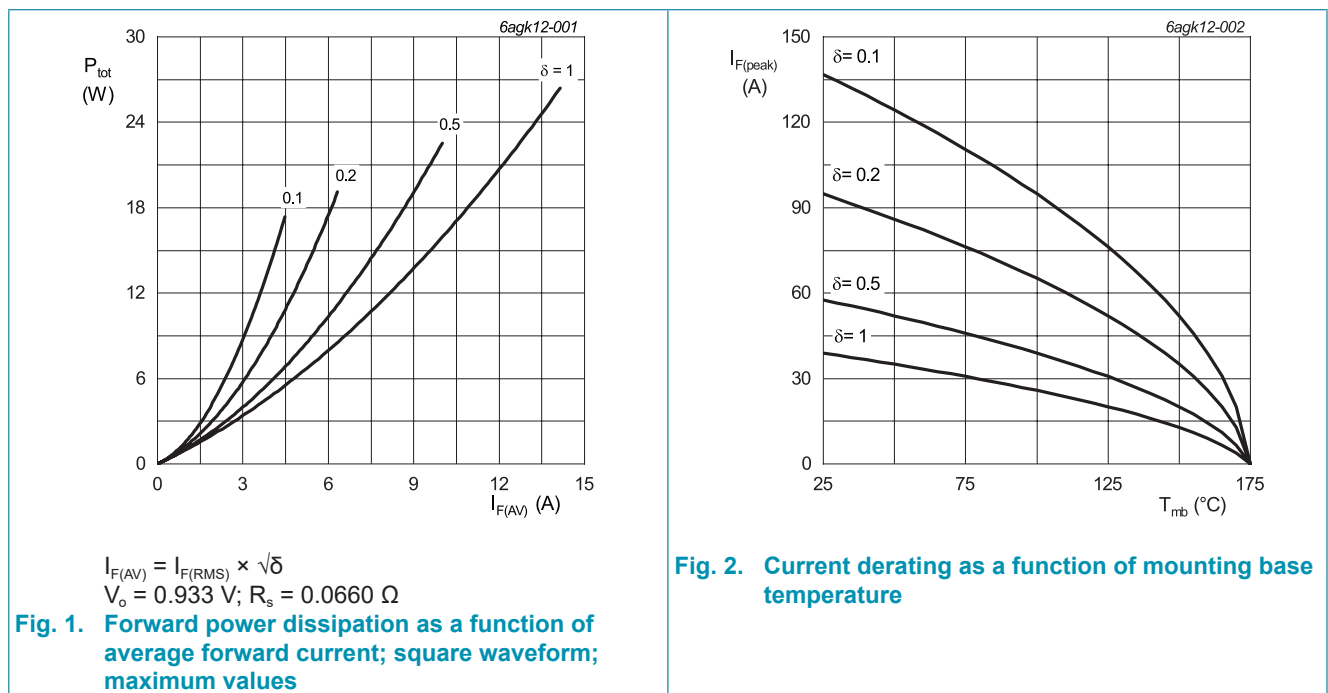 6agk12-001
30
24
18
12
6
0
P_tot
(W)
δ = 1
0.5
0.2
0.1
0 3 6 9 12 15
I_F(AV) (A)
I_F(AV) = I_F(RMS) × √δ
V_o = 0.933 V; R_s = 0.0660 Ω
Fig. 1. Forward power dissipation as a function of
average forward current; square waveform;
maximum values
6agk12-002
150
120
90
60
30
0
I_F(peak)
(A)
δ= 0.1
δ= 0.2
δ= 0.5
δ= 1
25 75 125 175
T_mb (°C)
Fig. 2. Current derating as a function of mounting base
temperature